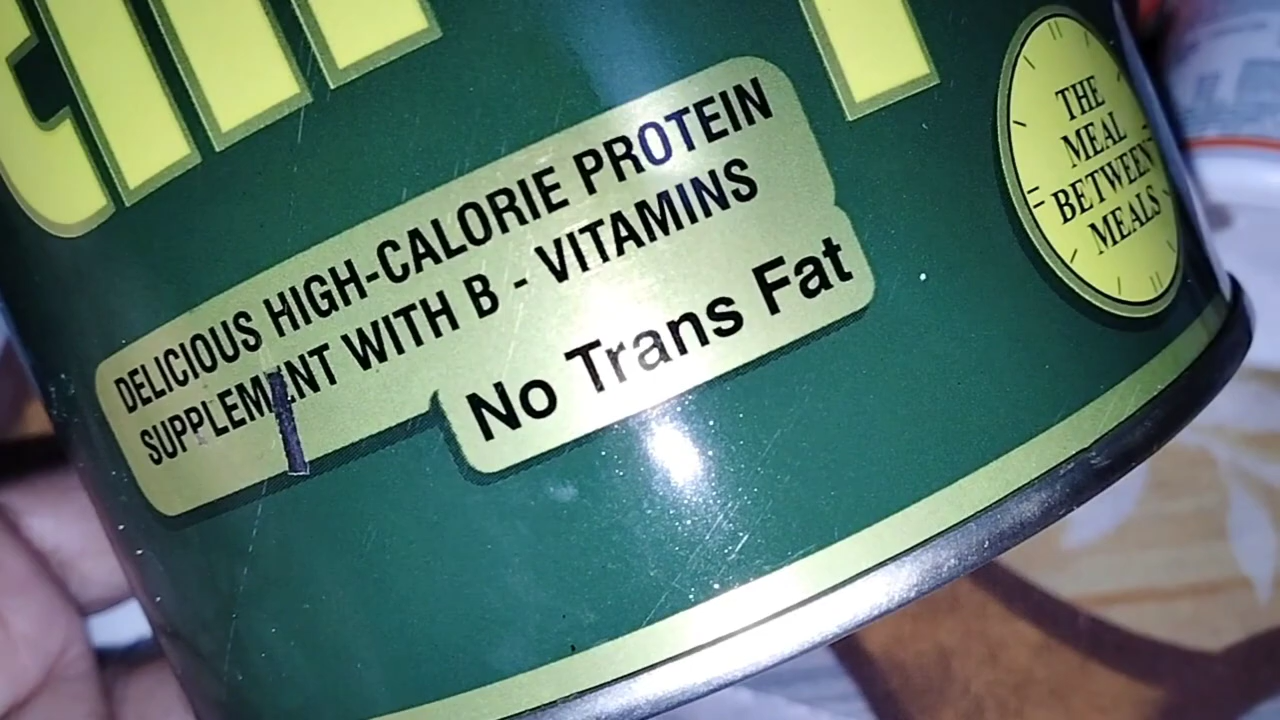 DELICIOUS HIGH-CALORIE PROTEIN
SUPPLEMENT WITH B - VITAMINS
No Trans Fat
THE
MEAL
BETWEEN
MEALS